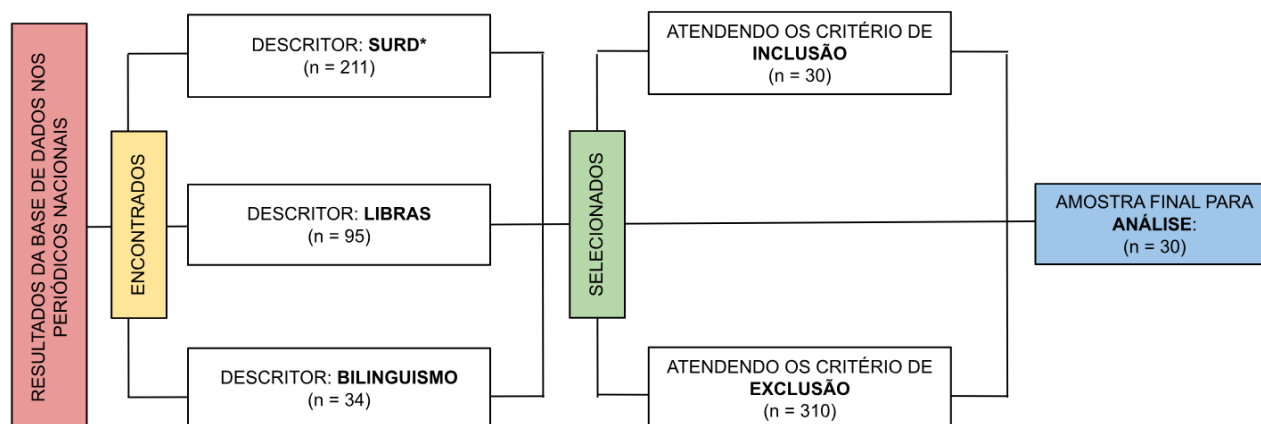 RESULTADOS DA BASE DE DADOS NOS
PERIÓDICOS NACIONAIS
ENCONTRADOS
DESCRITOR: SURD*
(n = 211)
DESCRITOR: LIBRAS
(n = 95)
DESCRITOR: BILINGUISMO
(n = 34)
SELECIONADOS
ATENDENDO OS CRITÉRIO DE
INCLUSÃO
(n = 30)
ATENDENDO OS CRITÉRIO DE
EXCLUSÃO
(n = 310)
AMOSTRA FINAL PARA
ANÁLISE:
(n = 30)